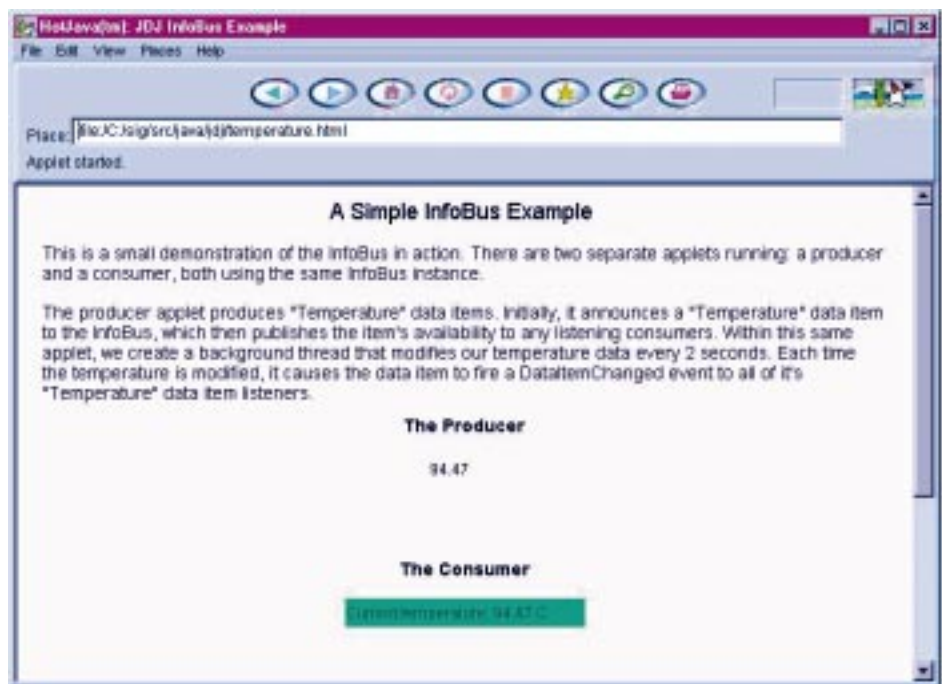 HotJava(tm): JDJ InfoBus Example
File Edit View Places Help
Place: file:/C:/sig/src/java/jdj/temperature.html
Applet started.
A Simple InfoBus Example
This is a small demonstration of the InfoBus in action. There are two separate applets running: a producer
and a consumer, both using the same InfoBus instance.
The producer applet produces "Temperature" data items. Initially, it announces a "Temperature" data item
to the InfoBus, which then publishes the item's availability to any listening consumers. Within this same
applet, we create a background thread that modifies our temperature data every 2 seconds. Each time
the temperature is modified, it causes the data item to fire a DataItemChanged event to all of it's
"Temperature" data item listeners.
The Producer
94.47
The Consumer
Current temperature: 94.47 C